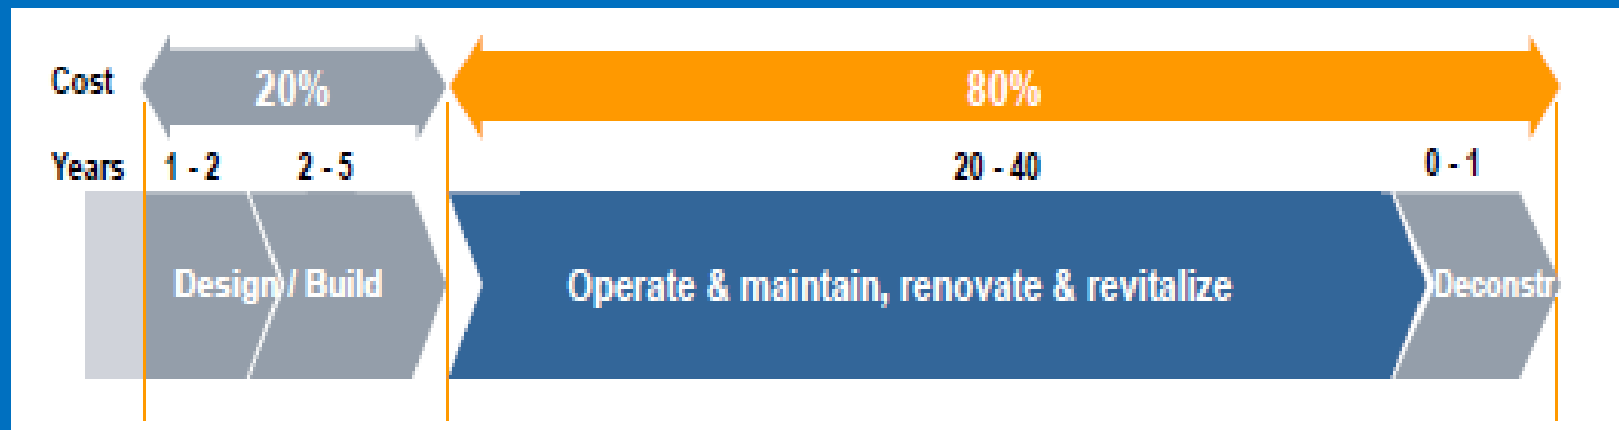 Cost 20% 80%
Years 1 - 2 2 - 5 20 - 40 0 - 1
Design / Build Operate & maintain, renovate & revitalize Deconstr.